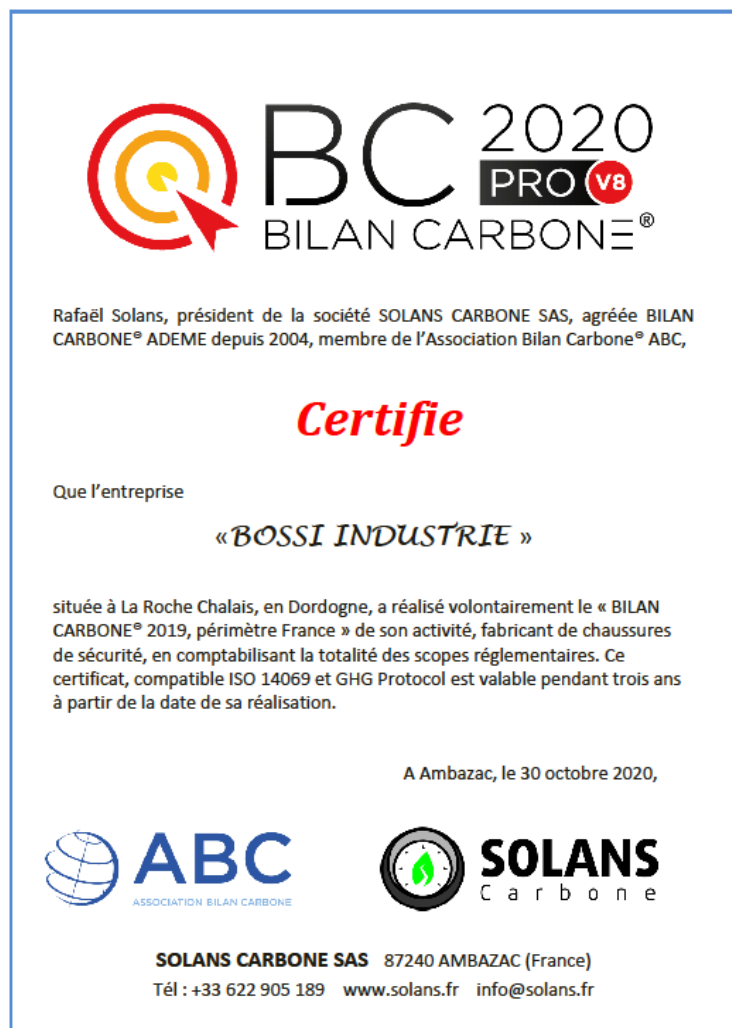 BC 2020
PRO V8
BILAN CARBONE®
Rafaël Solans, président de la société SOLANS CARBONE SAS, agréée BILAN
CARBONE® ADEME depuis 2004, membre de l'Association Bilan Carbone® ABC,
Certifie
Que l'entreprise
«BOSSI INDUSTRIE »
située à La Roche Chalais, en Dordogne, a réalisé volontairement le « BILAN
CARBONE® 2019, périmètre France » de son activité, fabricant de chaussures
de sécurité, en comptabilisant la totalité des scopes réglementaires. Ce
certificat, compatible ISO 14069 et GHG Protocol est valable pendant trois ans
à partir de la date de sa réalisation.
A Ambazac, le 30 octobre 2020,
ABC
ASSOCIATION BILAN CARBONE
SOLANS
Carbone
SOLANS CARBONE SAS 87240 AMBAZAC (France)
Tél : +33 622 905 189 www.solans.fr info@solans.fr